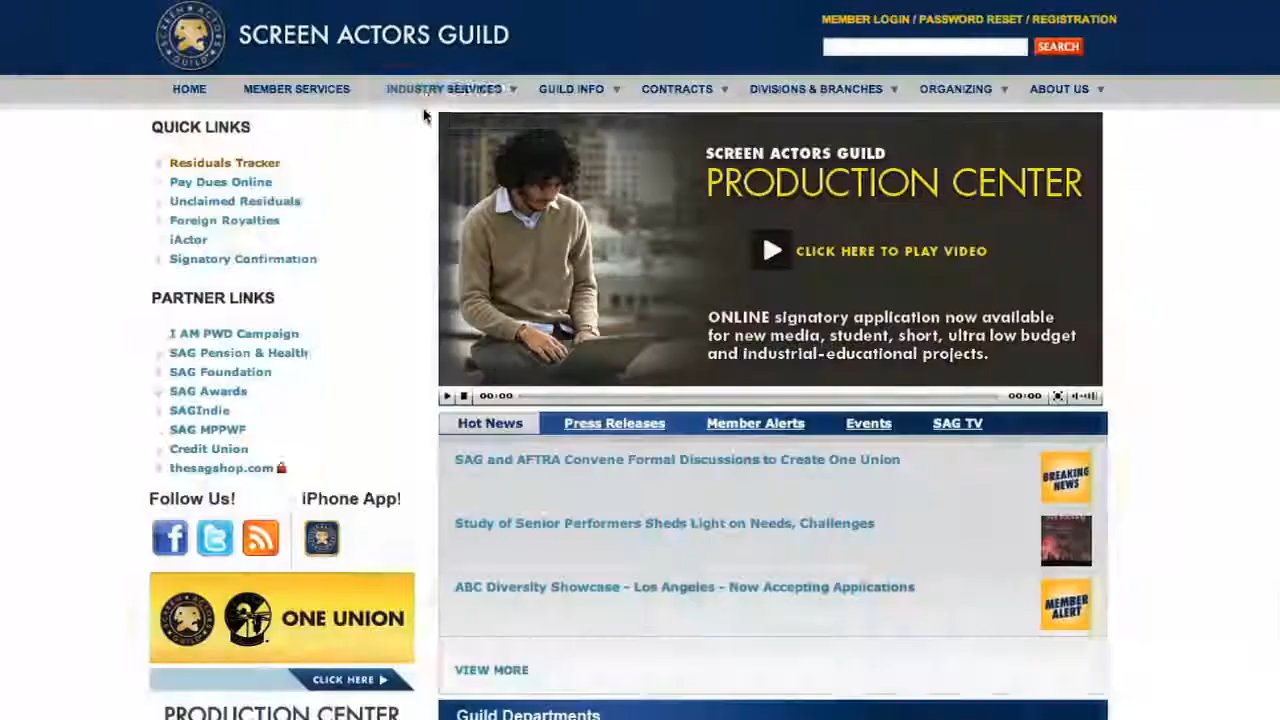 SCREEN ACTORS GUILD
MEMBER LOGIN / PASSWORD RESET / REGISTRATION
SEARCH
HOME
MEMBER SERVICES
INDUSTRY SERVICES
GUILD INFO
CONTRACTS
DIVISIONS & BRANCHES
ORGANIZING
ABOUT US
QUICK LINKS
Residuals Tracker
Pay Dues Online
Unclaimed Residuals
Foreign Royalties
iActor
Signatory Confirmation
PARTNER LINKS
I AM PWD Campaign
SAG Pension & Health
SAG Foundation
SAG Awards
SAGIndie
SAG MPPWF
Credit Union
thesagshop.com
Follow Us!
iPhone App!
ONE UNION
CLICK HERE
PRODUCTION CENTER
SCREEN ACTORS GUILD
PRODUCTION CENTER
CLICK HERE TO PLAY VIDEO
ONLINE signatory application now available
for new media, student, short, ultra low budget
and industrial-educational projects.
00:00
00:00
Hot News
Press Releases
Member Alerts
Events
SAG TV
SAG and AFTRA Convene Formal Discussions to Create One Union
BREAKING
NEWS
Study of Senior Performers Sheds Light on Needs, Challenges
ABC Diversity Showcase - Los Angeles - Now Accepting Applications
MEMBER
ALERT
VIEW MORE
Guild Departments